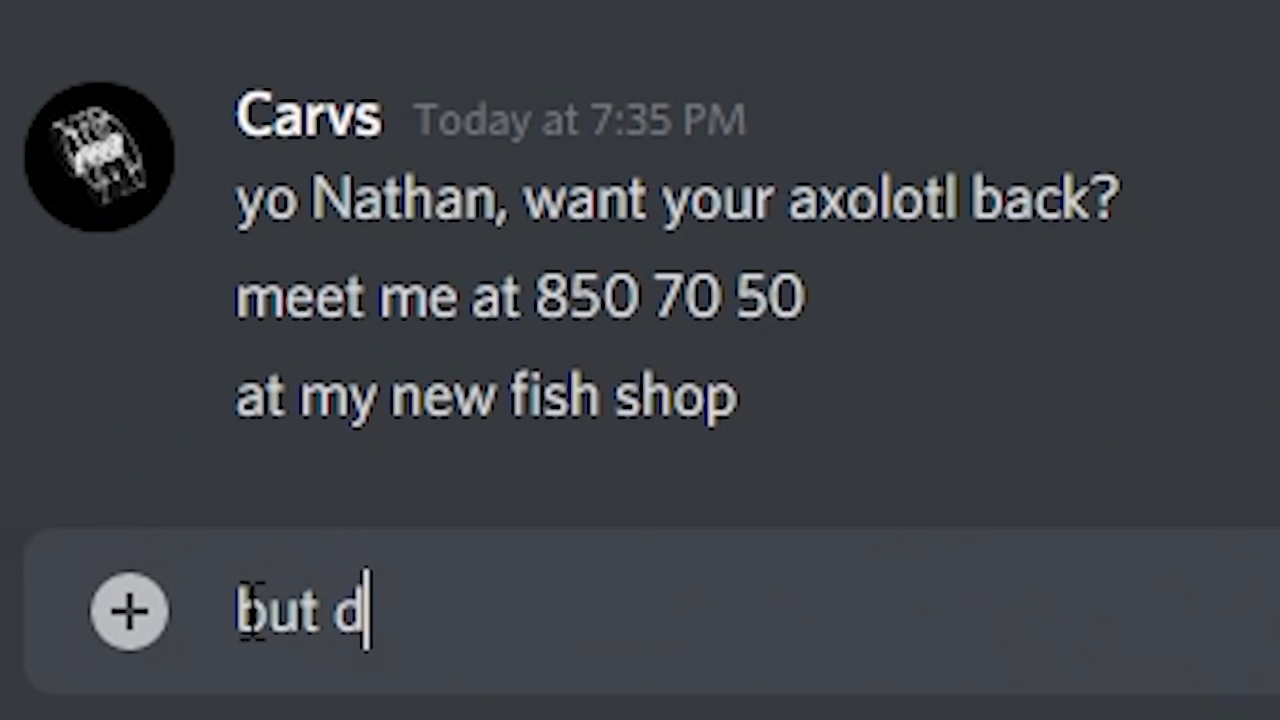 Carvs Today at 7:35 PM
yo Nathan, want your axolotl back?
meet me at 850 70 50
at my new fish shop
but d